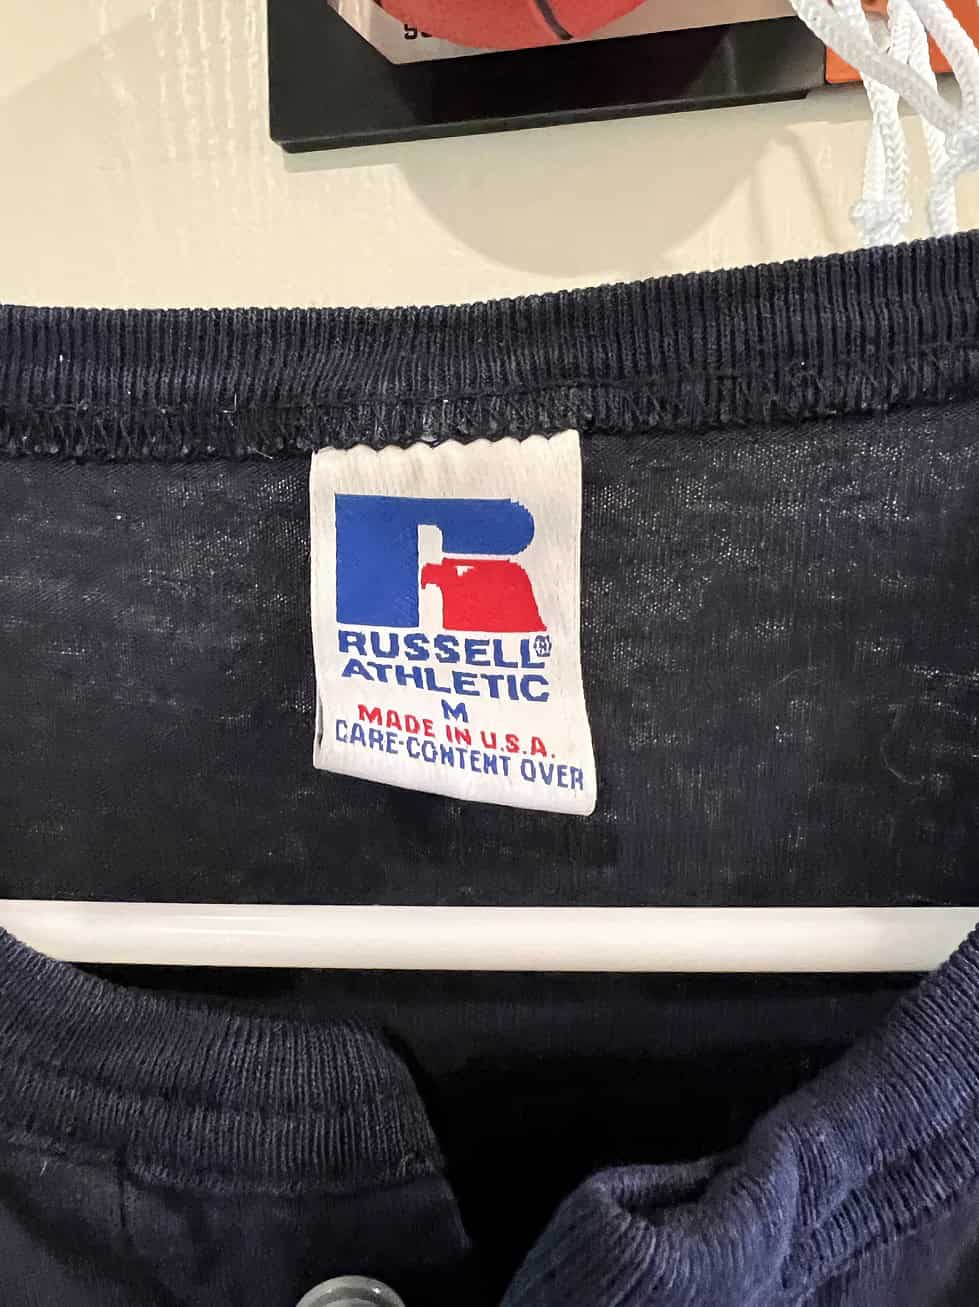 RUSSELL®
ATHLETIC
M
MADE IN U.S.A.
CARE-CONTENT OVER